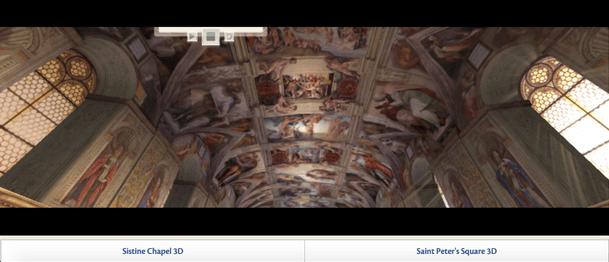 Sistine Chapel 3D
Saint Peter's Square 3D